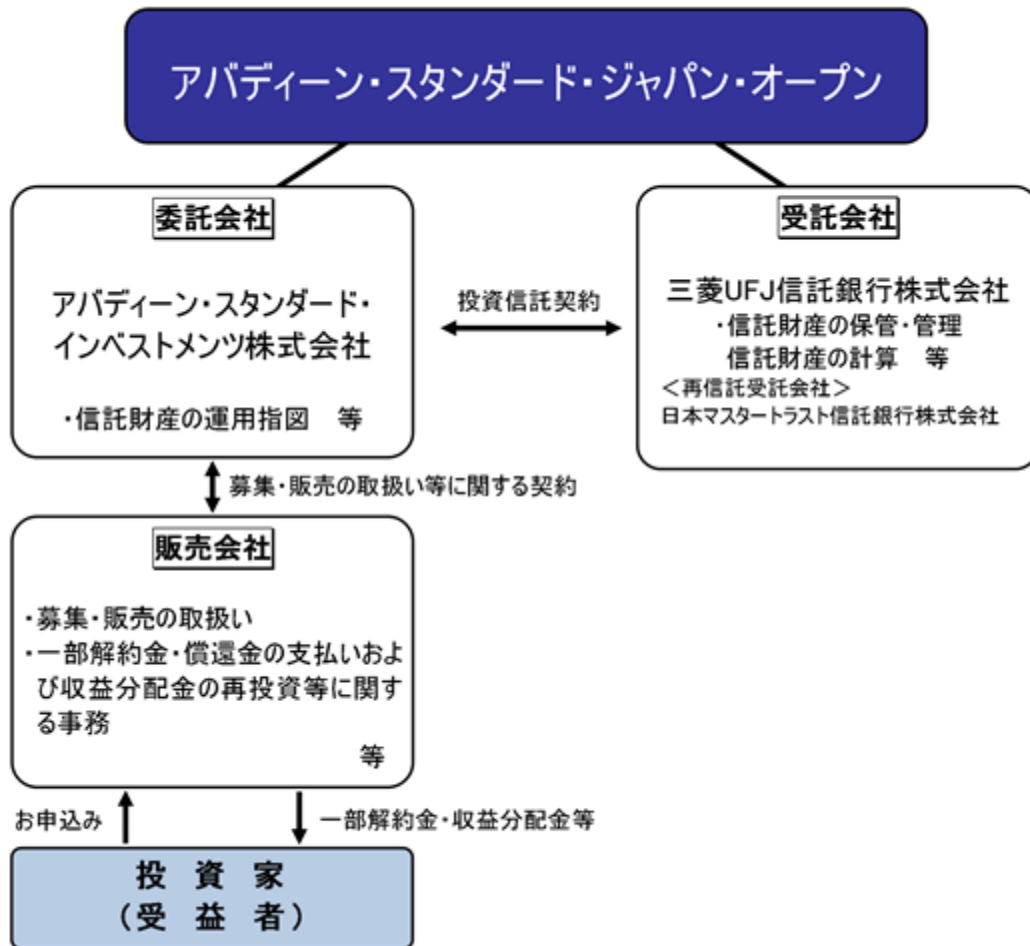 アバディーン・スタンダード・ジャパン・オープン
委託会社
アバディーン・スタンダード・
インベストメンツ株式会社
・信託財産の運用指図　等
投資信託契約
受託会社
三菱UFJ信託銀行株式会社
・信託財産の保管・管理
信託財産の計算　等
＜再信託受託会社＞
日本マスタートラスト信託銀行株式会社
募集・販売の取扱い等に関する契約
販売会社
・募集・販売の取扱い
・一部解約金・償還金の支払いおよ
び収益分配金の再投資等に関す
る事務
等
お申込み
一部解約金・収益分配金等
投　資　家
（受　益　者）